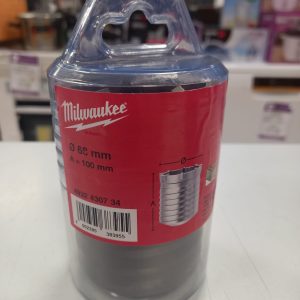 Milwaukee
Ø 68 mm
A = 100 mm
Ø
A
4932 4307 34